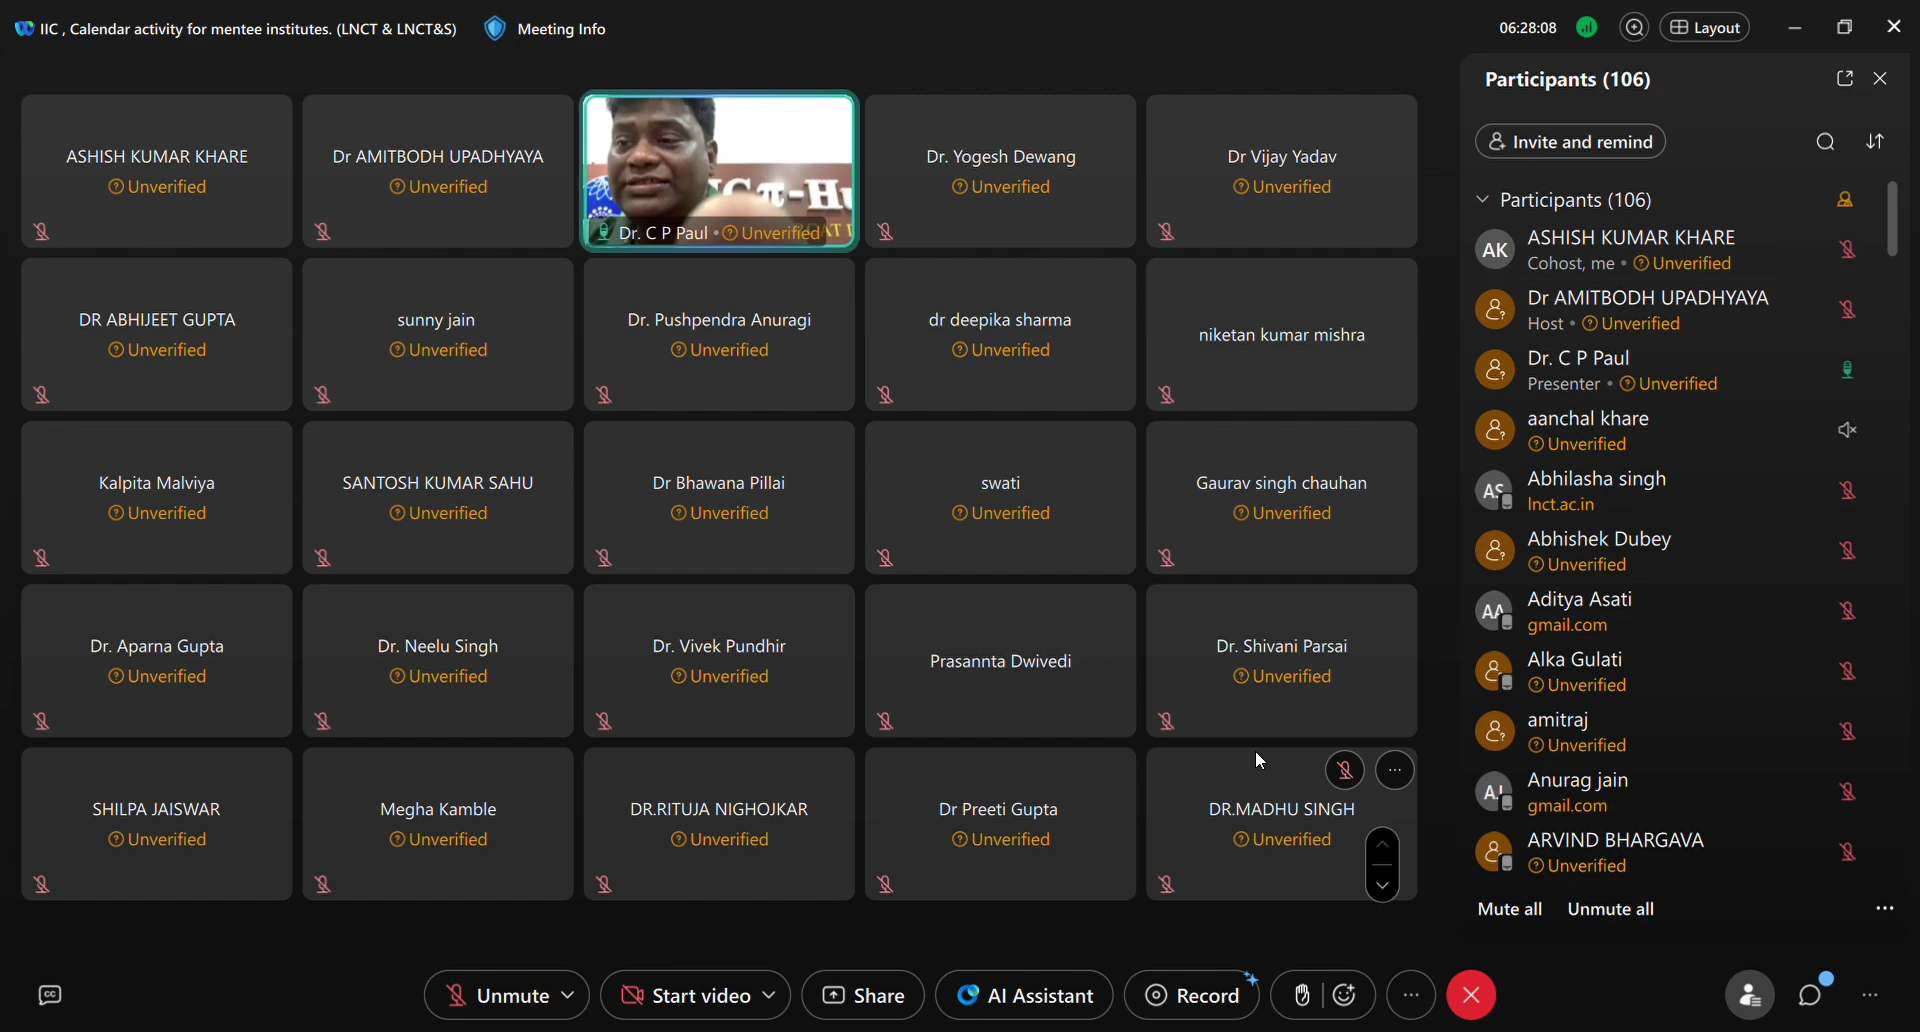 IIC , Calendar activity for mentee institutes. (LNCT & LNCT&S)
Meeting Info
06:28:08
Layout
ASHISH KUMAR KHARE
Unverified
Dr AMITBODH UPADHYAYA
Unverified
Dr. C P Paul • Unverified
Dr. Yogesh Dewang
Unverified
Dr Vijay Yadav
Unverified
DR ABHIJEET GUPTA
Unverified
sunny jain
Unverified
Dr. Pushpendra Anuragi
Unverified
dr deepika sharma
Unverified
niketan kumar mishra
Kalpita Malviya
Unverified
SANTOSH KUMAR SAHU
Unverified
Dr Bhawana Pillai
Unverified
swati
Unverified
Gaurav singh chauhan
Unverified
Dr. Aparna Gupta
Unverified
Dr. Neelu Singh
Unverified
Dr. Vivek Pundhir
Unverified
Prasannta Dwivedi
Dr. Shivani Parsai
Unverified
SHILPA JAISWAR
Unverified
Megha Kamble
Unverified
DR.RITUJA NIGHOJKAR
Unverified
Dr Preeti Gupta
Unverified
DR.MADHU SINGH
Unverified
Participants (106)
Invite and remind
Participants (106)
AK
ASHISH KUMAR KHARE
Cohost, me • Unverified
Dr AMITBODH UPADHYAYA
Host • Unverified
Dr. C P Paul
Presenter • Unverified
aanchal khare
Unverified
AS
Abhilasha singh
lnct.ac.in
Abhishek Dubey
Unverified
AA
Aditya Asati
gmail.com
Alka Gulati
Unverified
amitraj
Unverified
AJ
Anurag jain
gmail.com
ARVIND BHARGAVA
Unverified
Mute all
Unmute all
CC
Unmute
Start video
Share
AI Assistant
Record